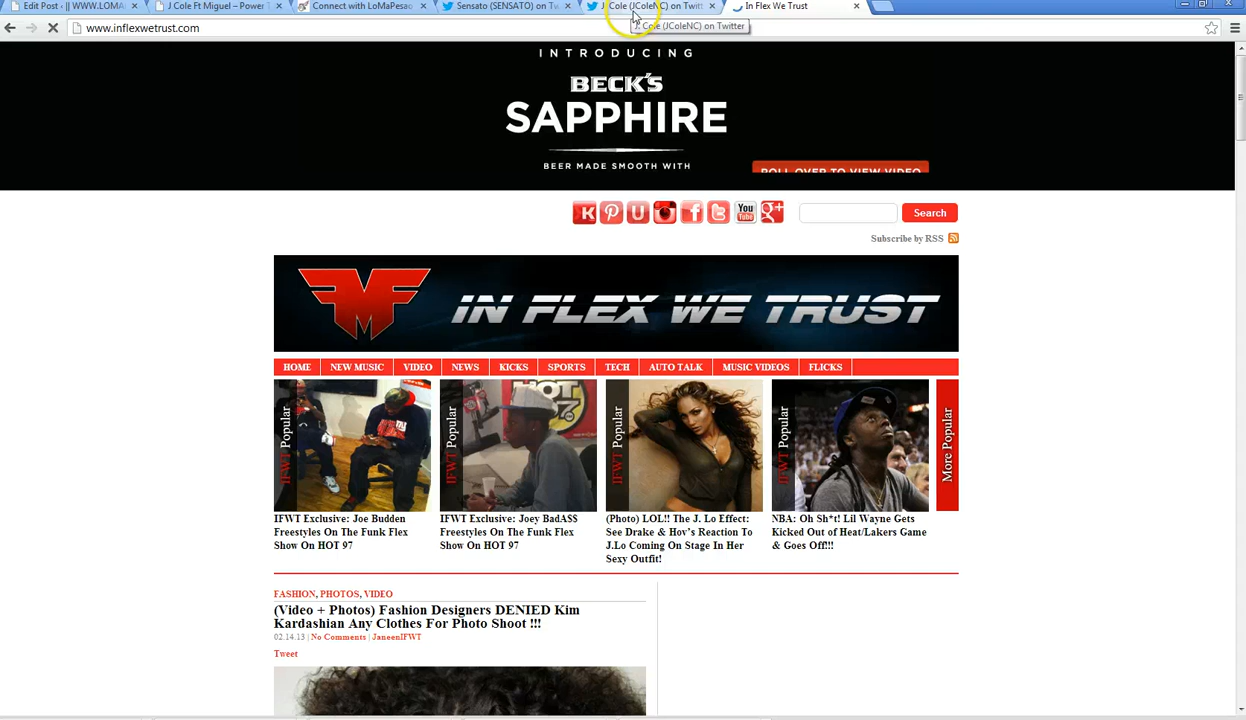 Edit Post ‹ || WWW.LOMA
J Cole Ft Miguel – Power T
Connect with LoMaPesao
Sensato (SENSATO) on Tw
J. Cole (JColeNC) on Twitt
In Flex We Trust
J. Cole (JColeNC) on Twitter
www.inflexwetrust.com
INTRODUCING
BECK'S
SAPPHIRE
BEER MADE SMOOTH WITH
ROLL OVER TO VIEW VIDEO
K U f t You Tube g+
Search
Subscribe by RSS
IN FLEX WE TRUST
HOME NEW MUSIC VIDEO NEWS KICKS SPORTS TECH AUTO TALK MUSIC VIDEOS FLICKS
IFWT Popular
IFWT Popular
HOT
IFWT Popular
IFWT Popular
More Popular
IFWT Exclusive: Joe Budden
Freestyles On The Funk Flex
Show On HOT 97
IFWT Exclusive: Joey BadA$$
Freestyles On The Funk Flex
Show On HOT 97
(Photo) LOL!! The J. Lo Effect:
See Drake & Hov's Reaction To
J.Lo Coming On Stage In Her
Sexy Outfit!
NBA: Oh Sh*t! Lil Wayne Gets
Kicked Out of Heat/Lakers Game
& Goes Off!!!
FASHION, PHOTOS, VIDEO
(Video + Photos) Fashion Designers DENIED Kim
Kardashian Any Clothes For Photo Shoot !!!
02.14.13 | No Comments | JaneenIFWT
Tweet